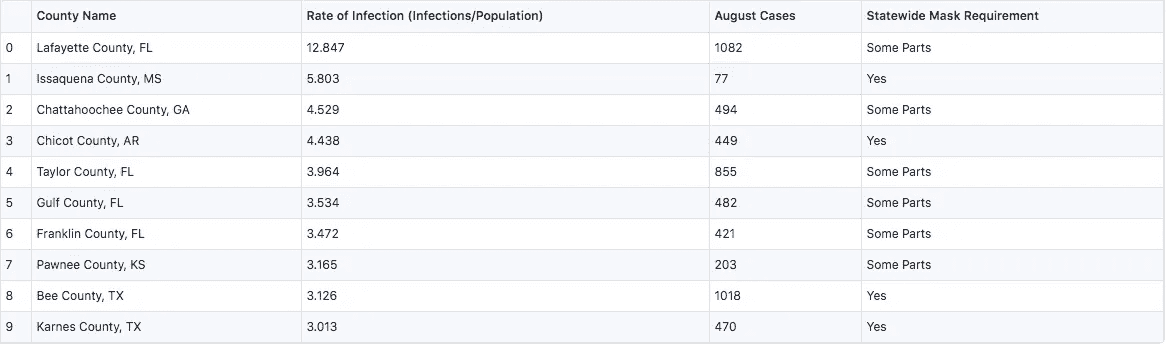 County Name Rate of Infection (Infections/Population) August Cases Statewide Mask Requirement
0 Lafayette County, FL 12.847 1082 Some Parts
1 Issaquena County, MS 5.803 77 Yes
2 Chattahoochee County, GA 4.529 494 Some Parts
3 Chicot County, AR 4.438 449 Yes
4 Taylor County, FL 3.964 855 Some Parts
5 Gulf County, FL 3.534 482 Some Parts
6 Franklin County, FL 3.472 421 Some Parts
7 Pawnee County, KS 3.165 203 Some Parts
8 Bee County, TX 3.126 1018 Yes
9 Karnes County, TX 3.013 470 Yes